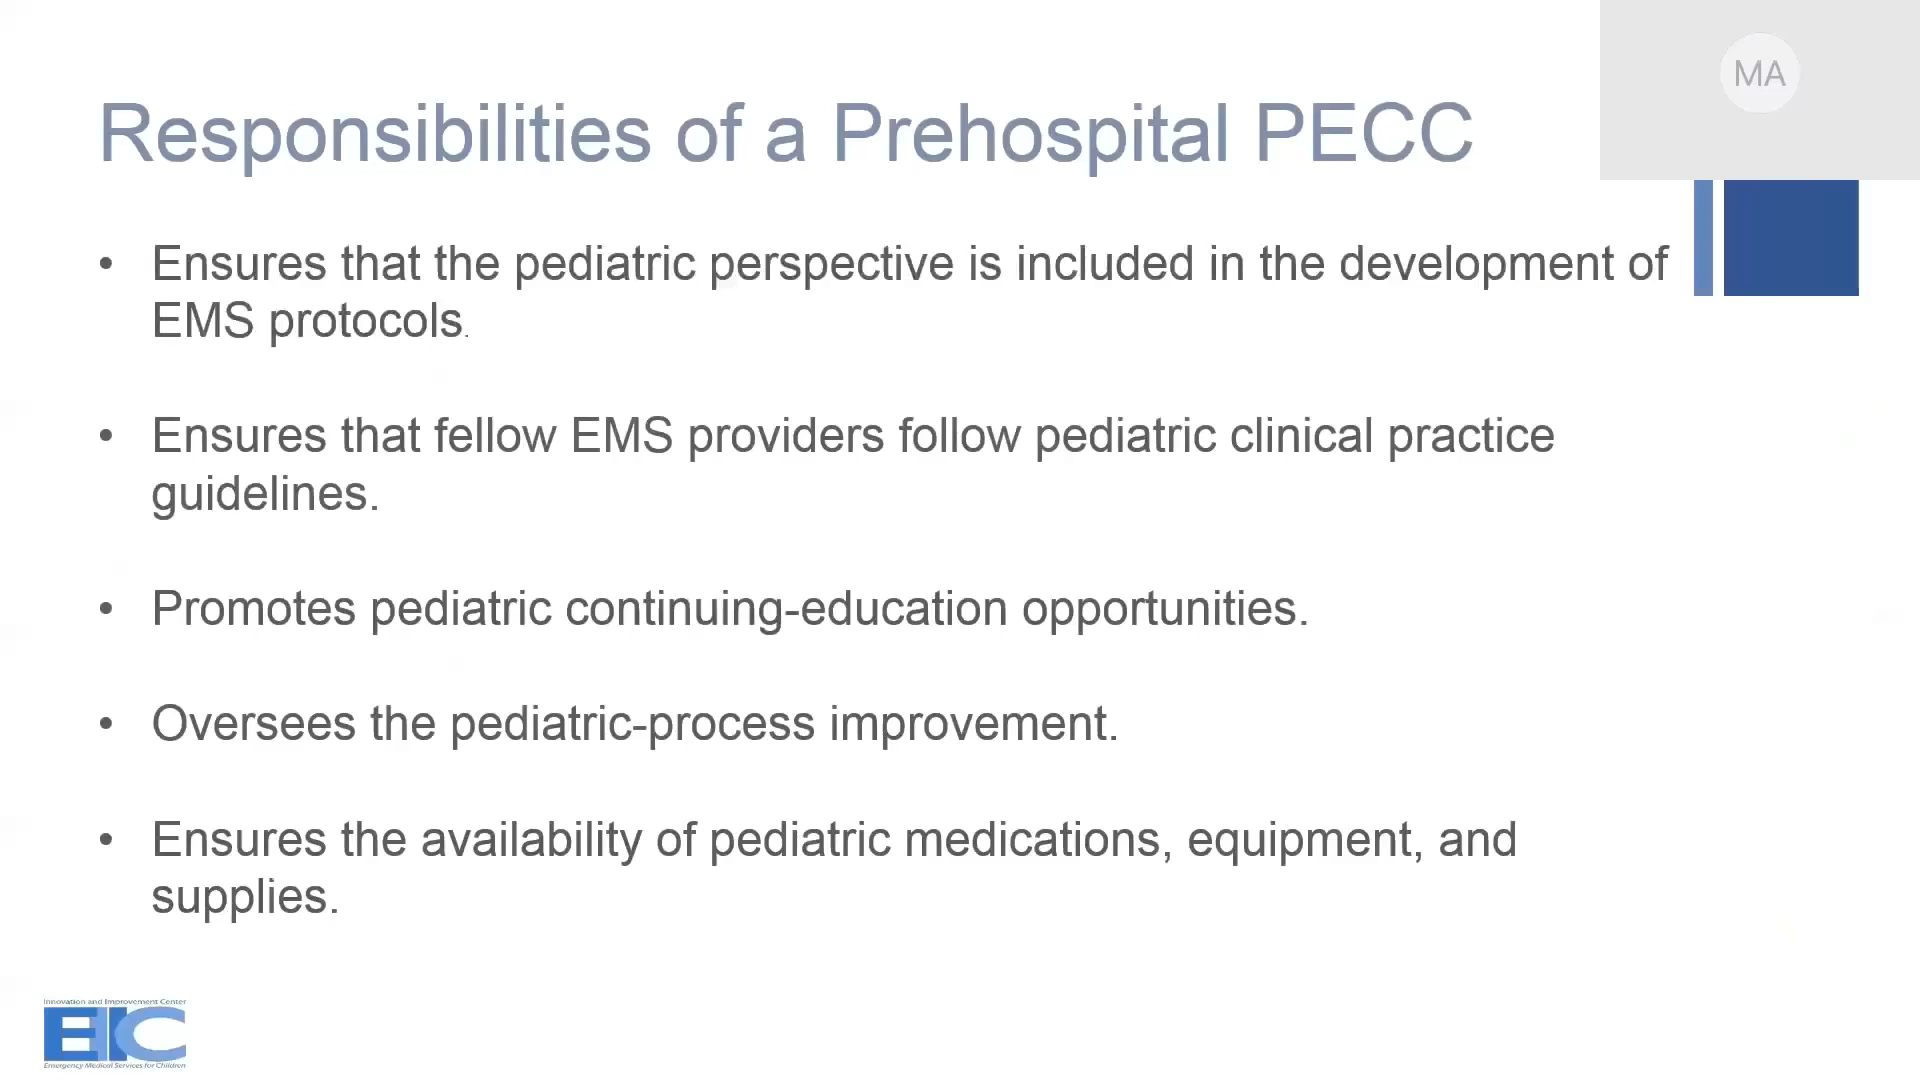 MA
Responsibilities of a Prehospital PECC
• Ensures that the pediatric perspective is included in the development of
EMS protocols.
• Ensures that fellow EMS providers follow pediatric clinical practice
guidelines.
• Promotes pediatric continuing-education opportunities.
• Oversees the pediatric-process improvement.
• Ensures the availability of pediatric medications, equipment, and
supplies.
Innovation and Improvement Center
EIIC
Emergency Medical Services for Children